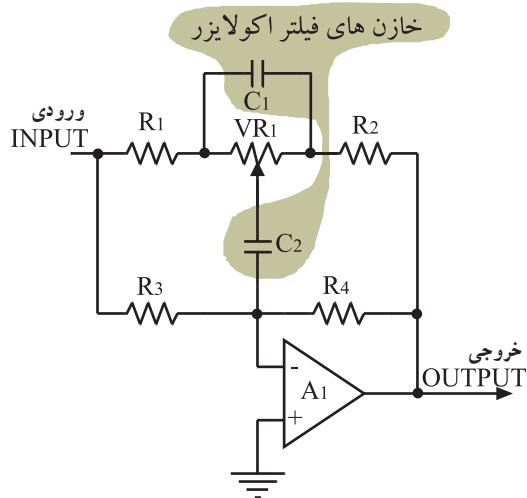 خازن های فیلتر اکولایزر
C1
ورودی
INPUT
R1
VR1
R2
C2
R3
R4
-
A1
+
خروجی
OUTPUT